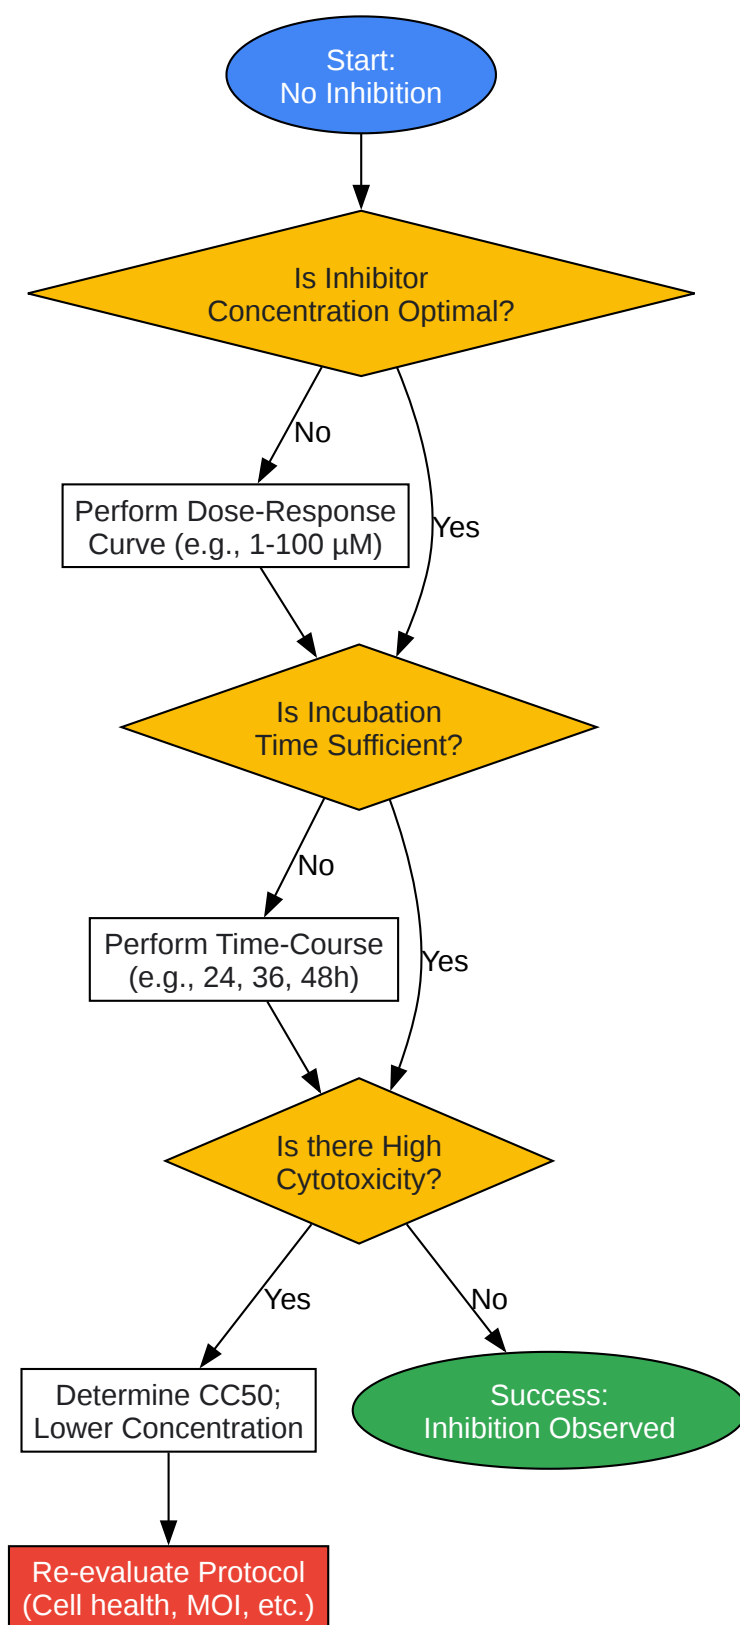 Start:
No Inhibition
Is Inhibitor
Concentration Optimal?
No
Perform Dose-Response
Curve (e.g., 1-100 µM)
Yes
Is Incubation
Time Sufficient?
No
Perform Time-Course
(e.g., 24, 36, 48h)
Yes
Is there High
Cytotoxicity?
Yes
No
Determine CC50;
Lower Concentration
Success:
Inhibition Observed
Re-evaluate Protocol
(Cell health, MOI, etc.)